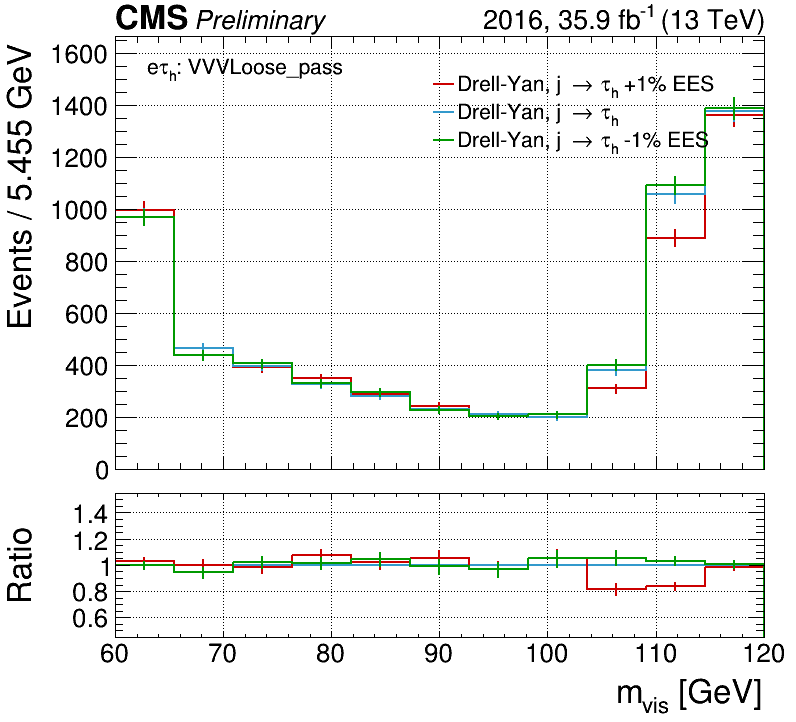 CMS Preliminary 2016, 35.9 fb⁻¹ (13 TeV)
eτₕ: VVVLoose_pass
Drell-Yan, j → τₕ +1% EES
Drell-Yan, j → τₕ
Drell-Yan, j → τₕ -1% EES
Events / 5.455 GeV
1600
1400
1200
1000
800
600
400
200
0
Ratio
1.4
1.2
1
0.8
0.6
60 70 80 90 100 110 120
m_vis [GeV]